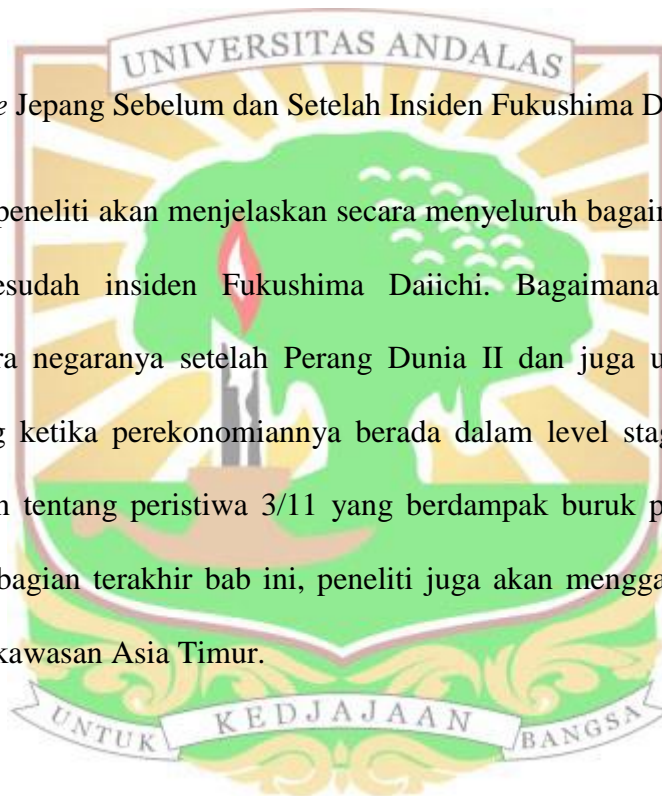 UNIVERSITAS ANDALAS
e Jepang Sebelum dan Setelah Insiden Fukushima D
peneliti akan menjelaskan secara menyeluruh bagai
esudah insiden Fukushima Daiichi. Bagaimana
ra negaranya setelah Perang Dunia II dan juga u
g ketika perekonomiannya berada dalam level stag
n tentang peristiwa 3/11 yang berdampak buruk p
bagian terakhir bab ini, peneliti juga akan mengga
kawasan Asia Timur.
UNTUK KEDJAJAAN BANGSA